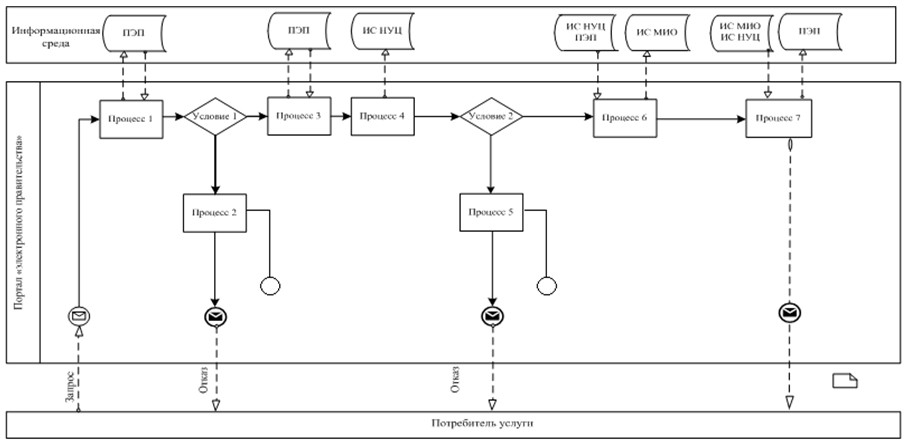 Информационная
среда
ПЭП
ПЭП
ИС НУЦ
ИС НУЦ
ПЭП
ИС МИО
ИС МИО
ИС НУЦ
ПЭП
Портал «электронного правительства»
Процесс 1
Условие 1
Процесс 3
Процесс 4
Условие 2
Процесс 6
Процесс 7
Процесс 2
Процесс 5
Запрос
Отказ
Отказ
Потребитель услуги